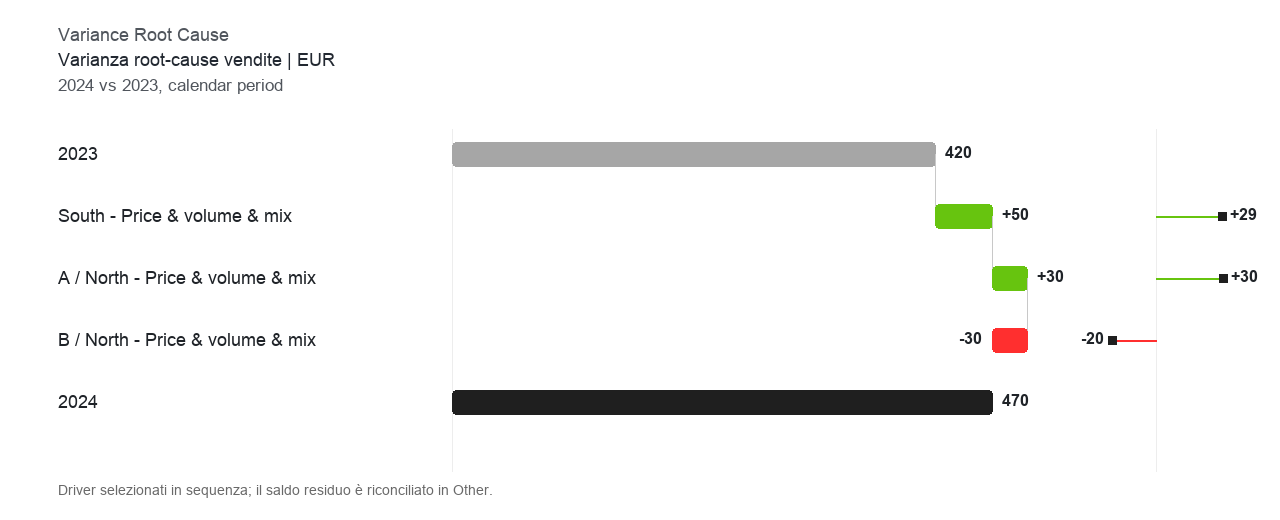 Variance Root Cause
Varianza root-cause vendite | EUR
2024 vs 2023, calendar period
2023 420
South - Price & volume & mix +50 +29
A / North - Price & volume & mix +30 +30
B / North - Price & volume & mix -30 -20
2024 470
Driver selezionati in sequenza; il saldo residuo è riconciliato in Other.